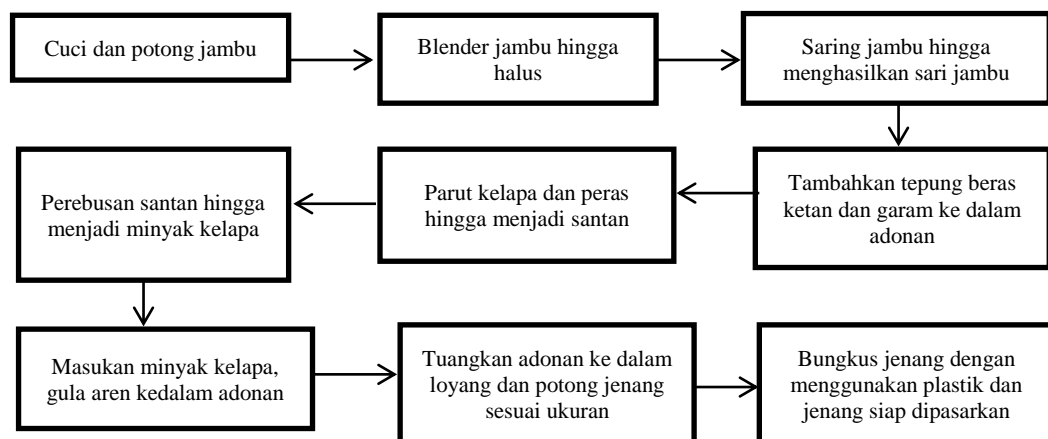 Cuci dan potong jambu
Blender jambu hingga
halus
Saring jambu hingga
menghasilkan sari jambu
Tambahkan tepung beras
ketan dan garam ke dalam
adonan
Parut kelapa dan peras
hingga menjadi santan
Perebusan santan hingga
menjadi minyak kelapa
Masukan minyak kelapa,
gula aren kedalam adonan
Tuangkan adonan ke dalam
loyang dan potong jenang
sesuai ukuran
Bungkus jenang dengan
menggunakan plastik dan
jenang siap dipasarkan